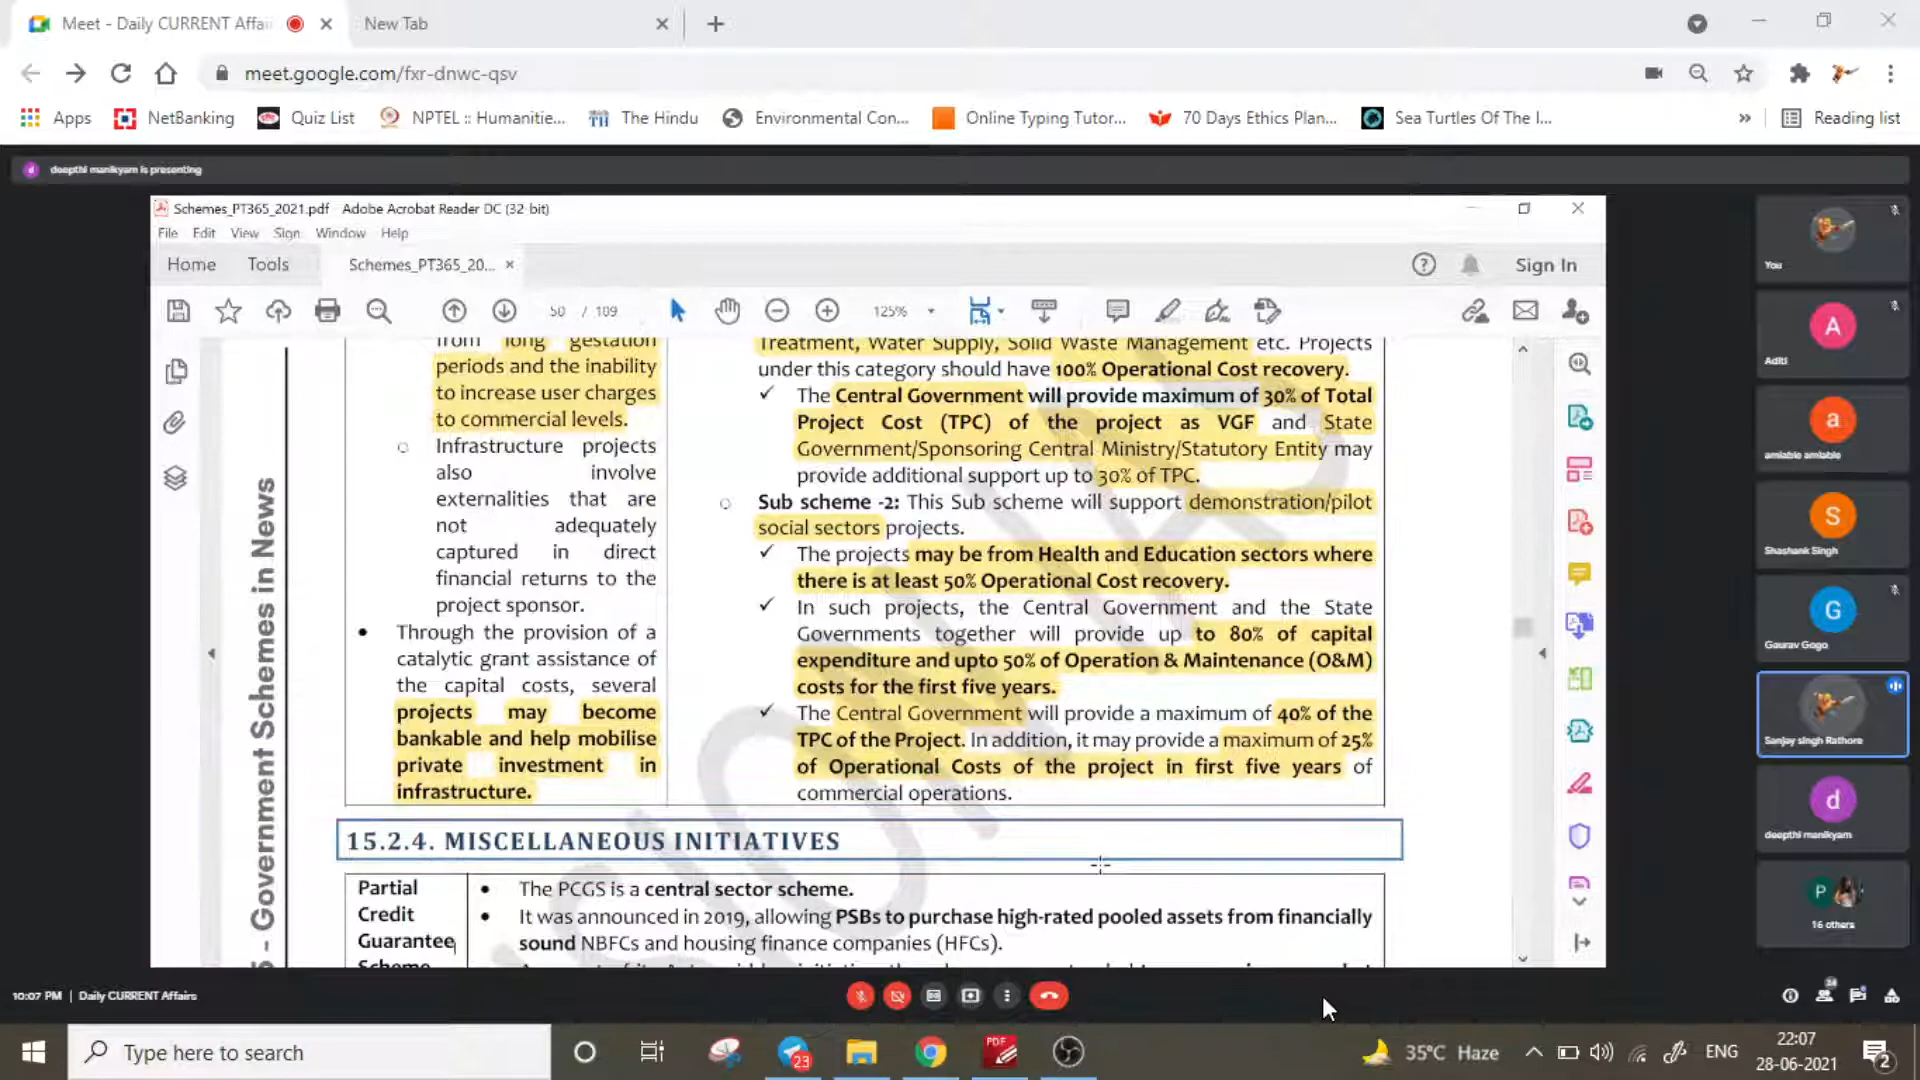 Meet - Daily CURRENT Affai
New Tab
meet.google.com/fxr-dnwc-qsv
Apps
NetBanking
Quiz List
NPTEL :: Humanitie...
The Hindu
Environmental Con...
Online Typing Tutor...
70 Days Ethics Plan...
Sea Turtles Of The I...
»
Reading list
d
deepthi manikyam is presenting
Schemes_PT365_2021.pdf - Adobe Acrobat Reader DC (32-bit)
File Edit View Sign Window Help
Home
Tools
Schemes_PT365_20...
Sign In
50 / 109
125%
from long gestation
periods and the inability
to increase user charges
to commercial levels.
Infrastructure projects
also involve
externalities that are
not adequately
captured in direct
financial returns to the
project sponsor.
• Through the provision of a
catalytic grant assistance of
the capital costs, several
projects may become
bankable and help mobilise
private investment in
infrastructure.
Treatment, Water Supply, Solid Waste Management etc. Projects
under this category should have 100% Operational Cost recovery.
✓ The Central Government will provide maximum of 30% of Total
Project Cost (TPC) of the project as VGF and State
Government/Sponsoring Central Ministry/Statutory Entity may
provide additional support up to 30% of TPC.
Sub scheme -2: This Sub scheme will support demonstration/pilot
social sectors projects.
✓ The projects may be from Health and Education sectors where
there is at least 50% Operational Cost recovery.
✓ In such projects, the Central Government and the State
Governments together will provide up to 80% of capital
expenditure and upto 50% of Operation & Maintenance (O&M)
costs for the first five years.
✓ The Central Government will provide a maximum of 40% of the
TPC of the Project. In addition, it may provide a maximum of 25%
of Operational Costs of the project in first five years of
commercial operations.
15.2.4. MISCELLANEOUS INITIATIVES
Partial
Credit
Guarantee
Scheme
• The PCGS is a central sector scheme.
• It was announced in 2019, allowing PSBs to purchase high-rated pooled assets from financially
sound NBFCs and housing finance companies (HFCs).
- Government Schemes in News
You
A
Aditi
a
amiable amiable
S
Shashank Singh
G
Gaurav Gogo
Sanjay singh Rathore
d
deepthi manikyam
P
16 others
10:07 PM | Daily CURRENT Affairs
Type here to search
23
PDF
35°C Haze
ENG
22:07
28-06-2021
2